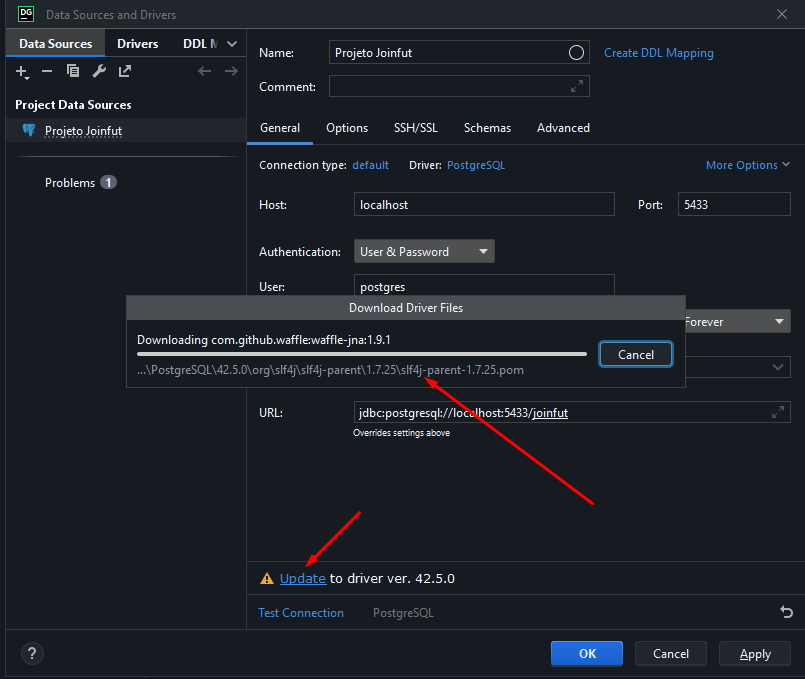 DG Data Sources and Drivers
Data Sources Drivers DDL M
Project Data Sources
Projeto Joinfut
Problems 1
Name: Projeto Joinfut Create DDL Mapping
Comment:
General Options SSH/SSL Schemas Advanced
Connection type: default Driver: PostgreSQL More Options
Host: localhost Port: 5433
Authentication: User & Password
User: postgres
Forever
Download Driver Files
Downloading com.github.waffle:waffle-jna:1.9.1
Cancel
...\PostgreSQL\42.5.0\org\slf4j\slf4j-parent\1.7.25\slf4j-parent-1.7.25.pom
URL: jdbc:postgresql://localhost:5433/joinfut
Overrides settings above
Update to driver ver. 42.5.0
Test Connection PostgreSQL
? OK Cancel Apply